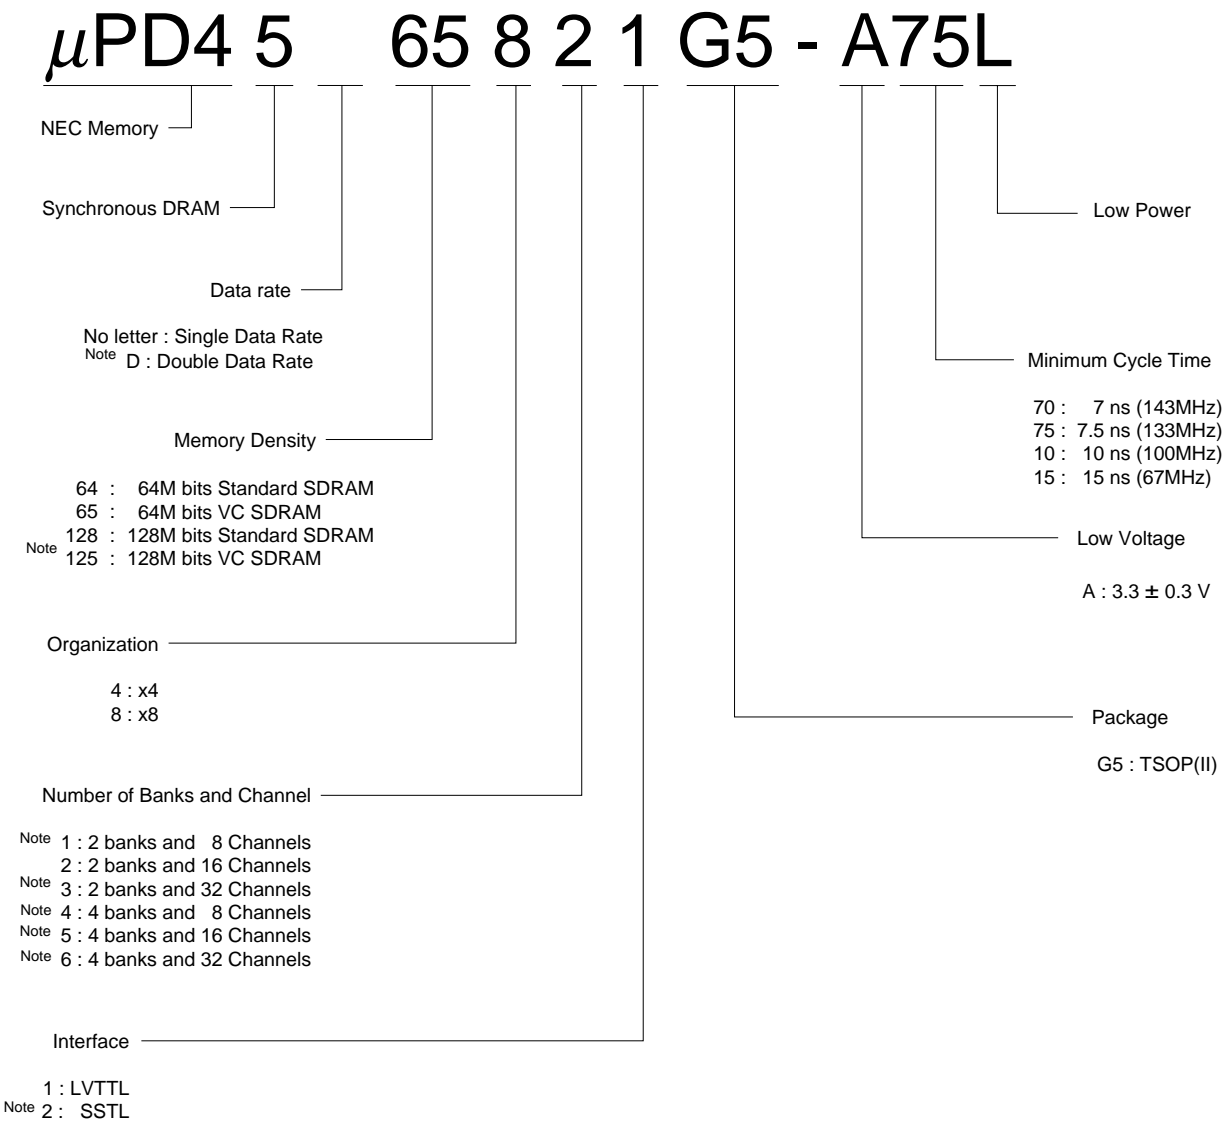 μPD4 5 65 8 2 1 G5 - A75L
NEC Memory
Synchronous DRAM
Low Power
Data rate
No letter : Single Data Rate
Note D : Double Data Rate
Minimum Cycle Time
70 : 7 ns (143MHz)
75 : 7.5 ns (133MHz)
10 : 10 ns (100MHz)
15 : 15 ns (67MHz)
Memory Density
64 : 64M bits Standard SDRAM
65 : 64M bits VC SDRAM
128 : 128M bits Standard SDRAM
Note 125 : 128M bits VC SDRAM
Low Voltage
A : 3.3 ± 0.3 V
Organization
4 : x4
8 : x8
Package
G5 : TSOP(II)
Number of Banks and Channel
Note 1 : 2 banks and 8 Channels
2 : 2 banks and 16 Channels
Note 3 : 2 banks and 32 Channels
Note 4 : 4 banks and 8 Channels
Note 5 : 4 banks and 16 Channels
Note 6 : 4 banks and 32 Channels
Interface
1 : LVTTL
Note 2 : SSTL